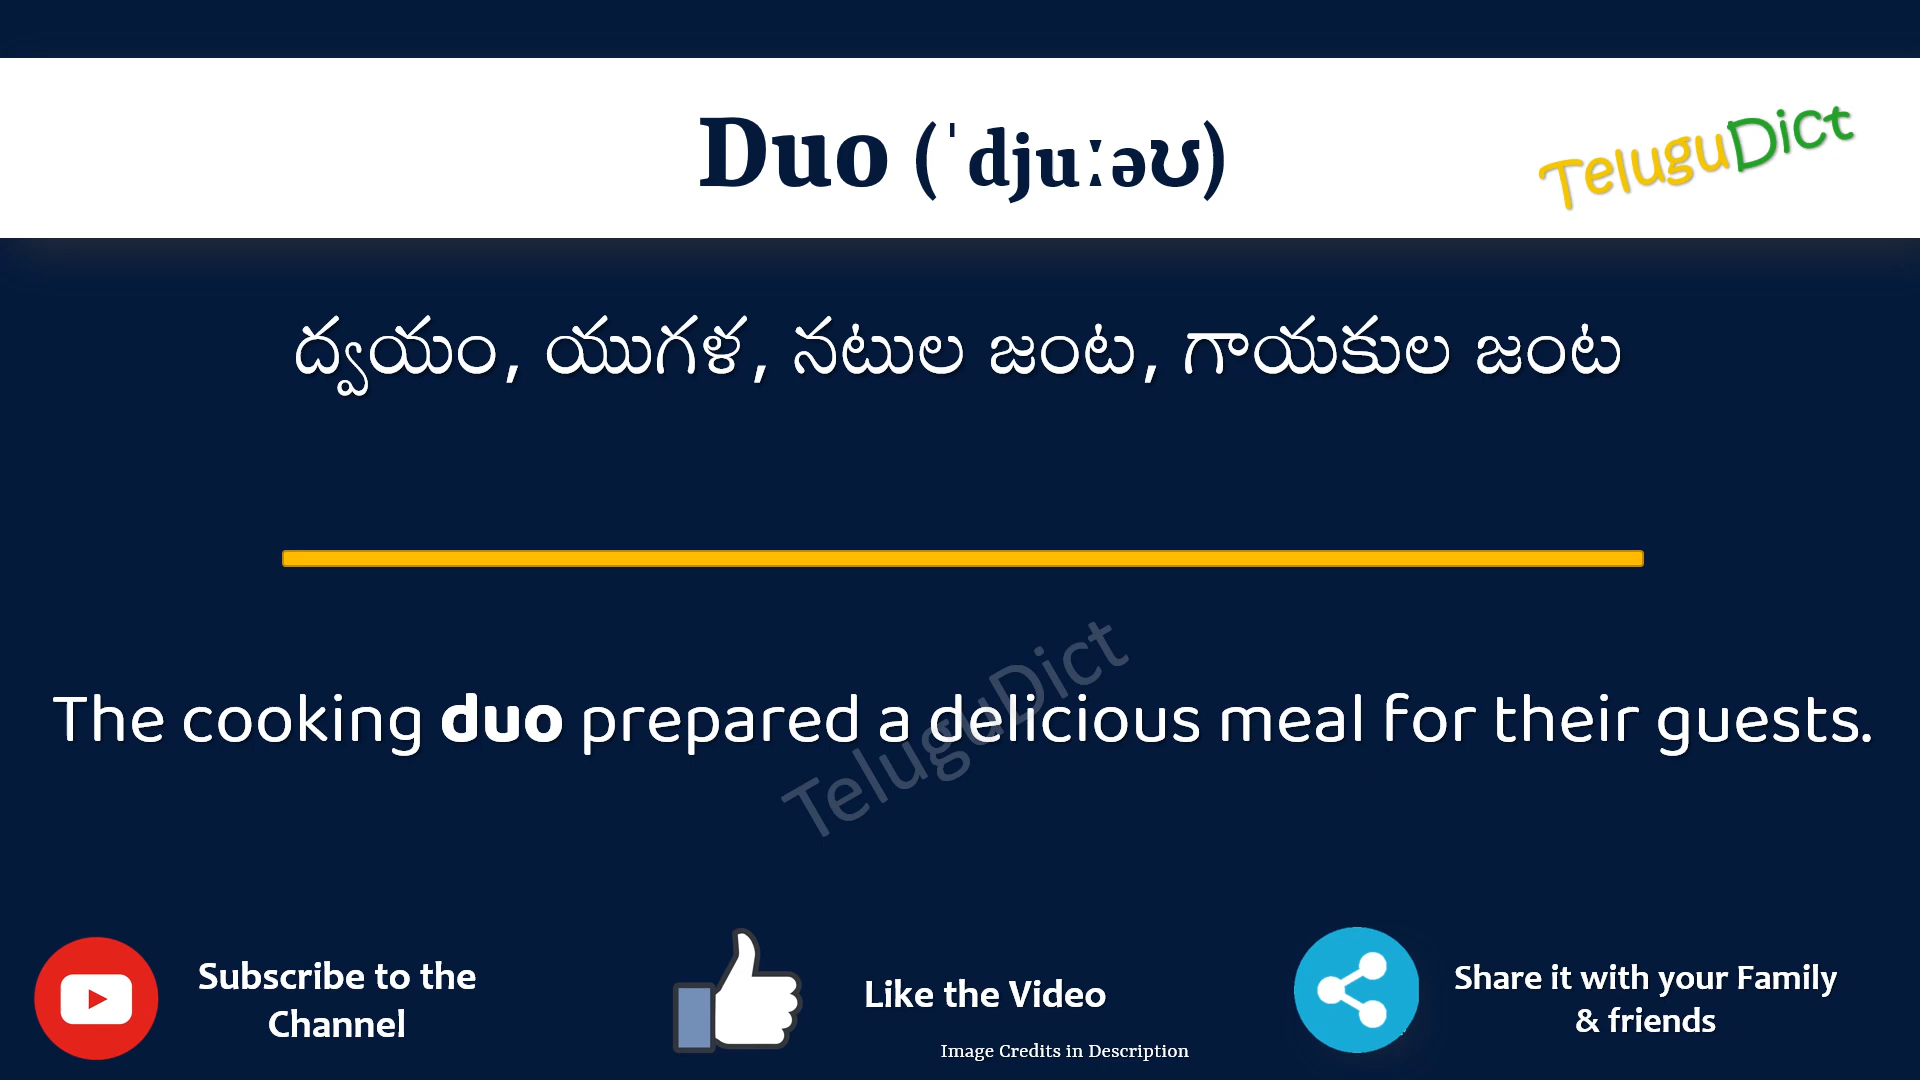 Duo (ˈdjuːəʊ)
TeluguDict
ద్వయం, యుగళ, నటుల జంట, గాయకుల జంట
The cooking duo prepared a delicious meal for their guests.
TeluguDict
Subscribe to the
Channel
Like the Video
Share it with your Family
& friends
Image Credits in Description